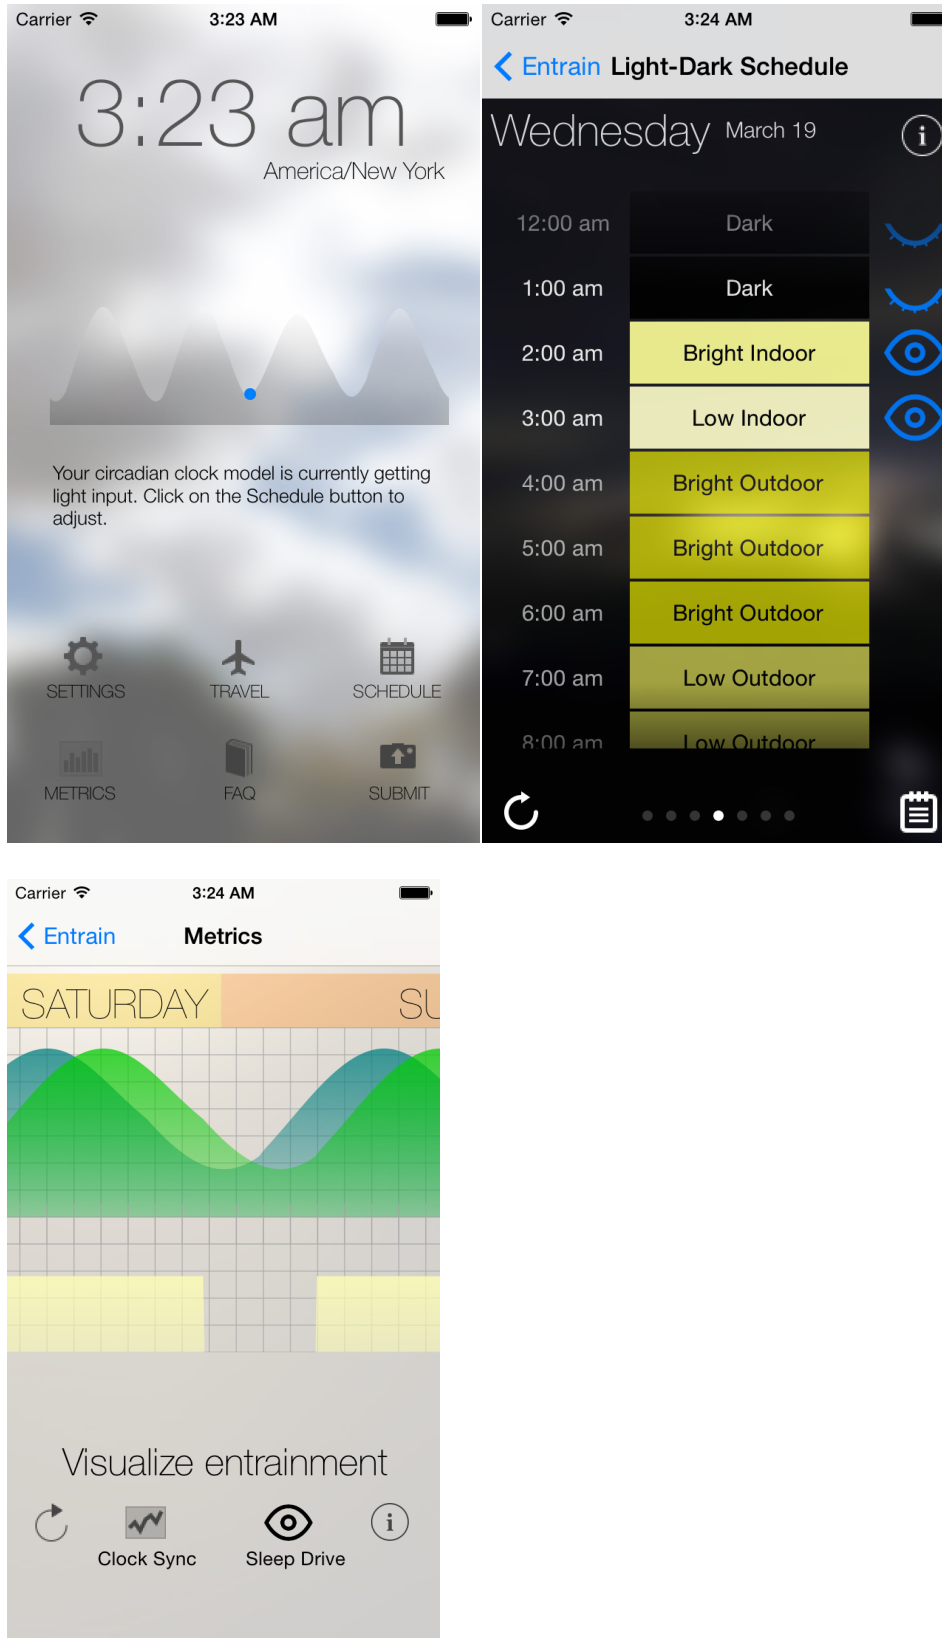 Carrier 3:23 AM
3:23 am
America/New York
Your circadian clock model is currently getting
light input. Click on the Schedule button to
adjust.
SETTINGS TRAVEL SCHEDULE
METRICS FAQ SUBMIT
Carrier 3:24 AM
Entrain Light-Dark Schedule
Wednesday March 19
i
12:00 am Dark
1:00 am Dark
2:00 am Bright Indoor
3:00 am Low Indoor
4:00 am Bright Outdoor
5:00 am Bright Outdoor
6:00 am Bright Outdoor
7:00 am Low Outdoor
8:00 am Low Outdoor
Carrier 3:24 AM
Entrain Metrics
SATURDAY SU
Visualize entrainment
i
Clock Sync Sleep Drive